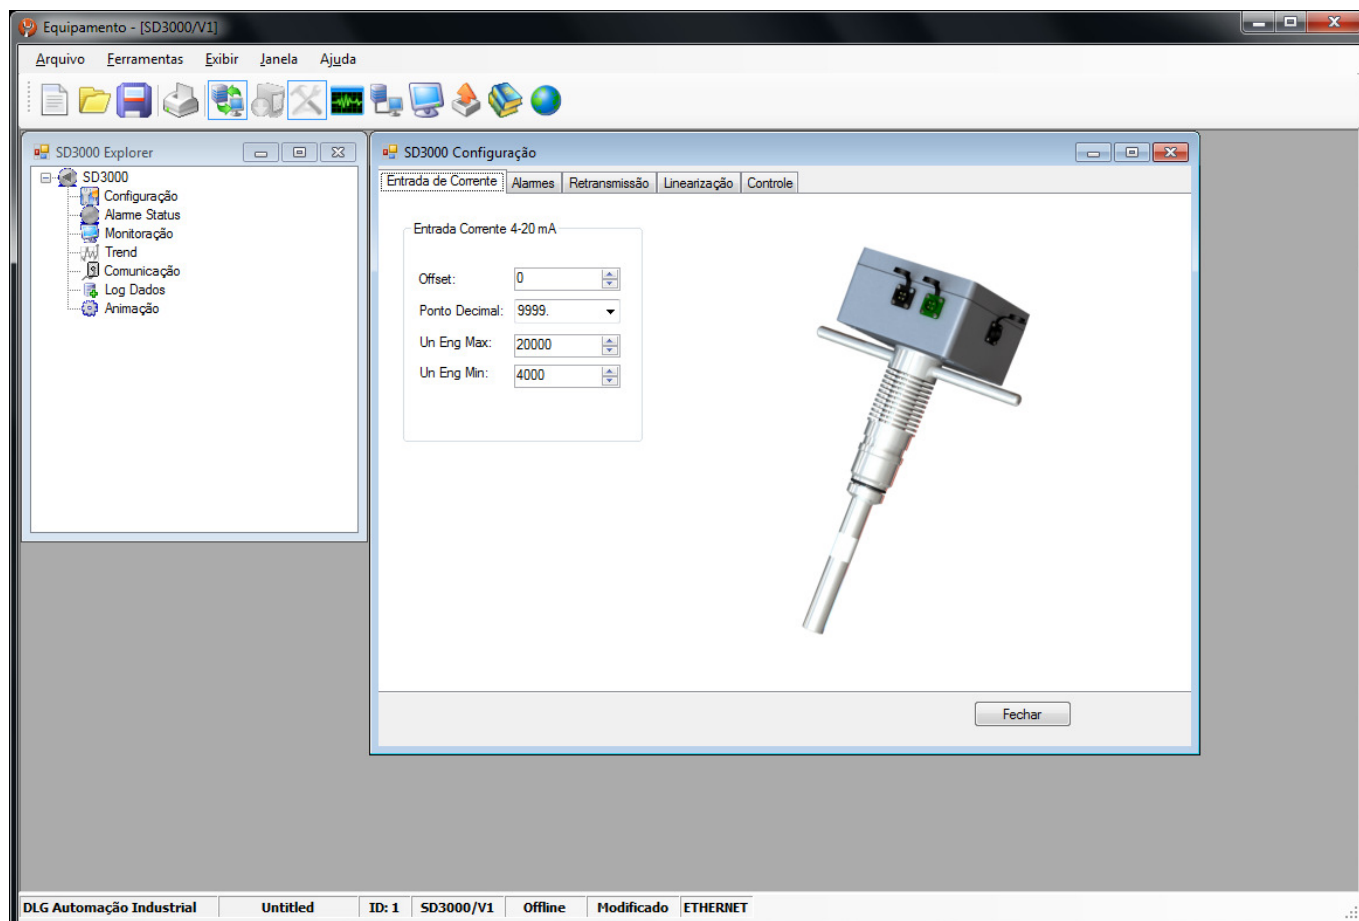 Equipamento - [SD3000/V1]
Arquivo Ferramentas Exibir Janela Ajuda
SD3000 Explorer
SD3000
Configuração
Alarme Status
Monitoração
Trend
Comunicação
Log Dados
Animação
SD3000 Configuração
Entrada de Corrente Alarmes Retransmissão Linearização Controle
Entrada Corrente 4-20 mA
Offset: 0
Ponto Decimal: 9999.
Un Eng Max: 20000
Un Eng Min: 4000
Fechar
DLG Automação Industrial Untitled ID: 1 SD3000/V1 Offline Modificado ETHERNET